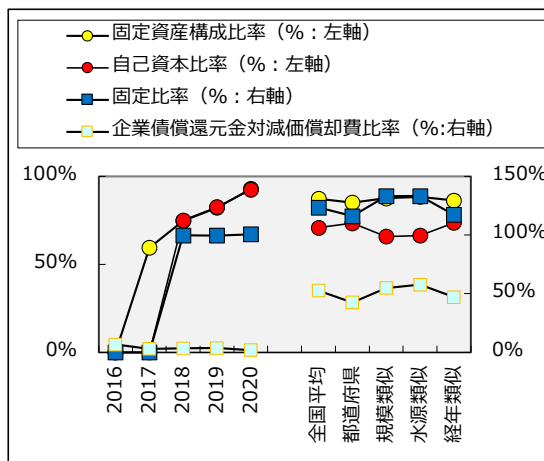 固定資産構成比率（%：左軸）
自己資本比率（%：左軸）
固定比率（%：右軸）
企業債償還元金対減価償却費比率（%:右軸）
100%
50%
0%
150%
100%
50%
0%
2016
2017
2018
2019
2020
全国平均
都道府県
規模類似
水源類似
経年類似